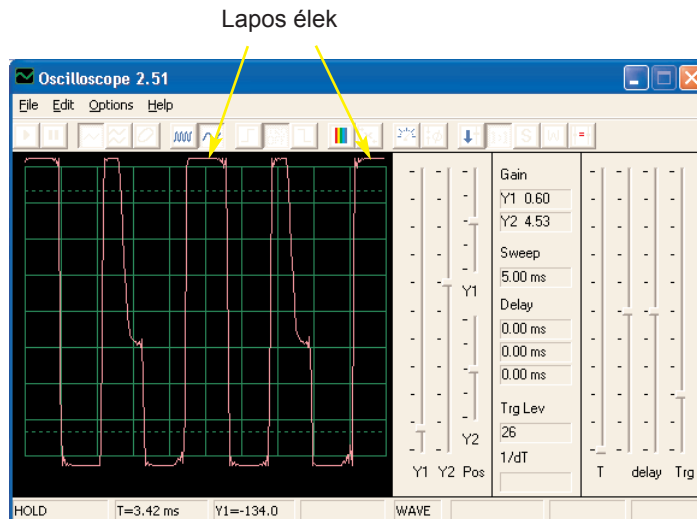 Lapos élek
Oscilloscope 2.51
File Edit Options Help
Gain
Y1 0.60
Y2 4.53
Sweep
5.00 ms
Y1
Delay
0.00 ms
0.00 ms
0.00 ms
Trg Lev
26
Y2
1/dT
Y1 Y2 Pos
T delay Trg
HOLD T=3.42 ms Y1=-134.0 WAVE